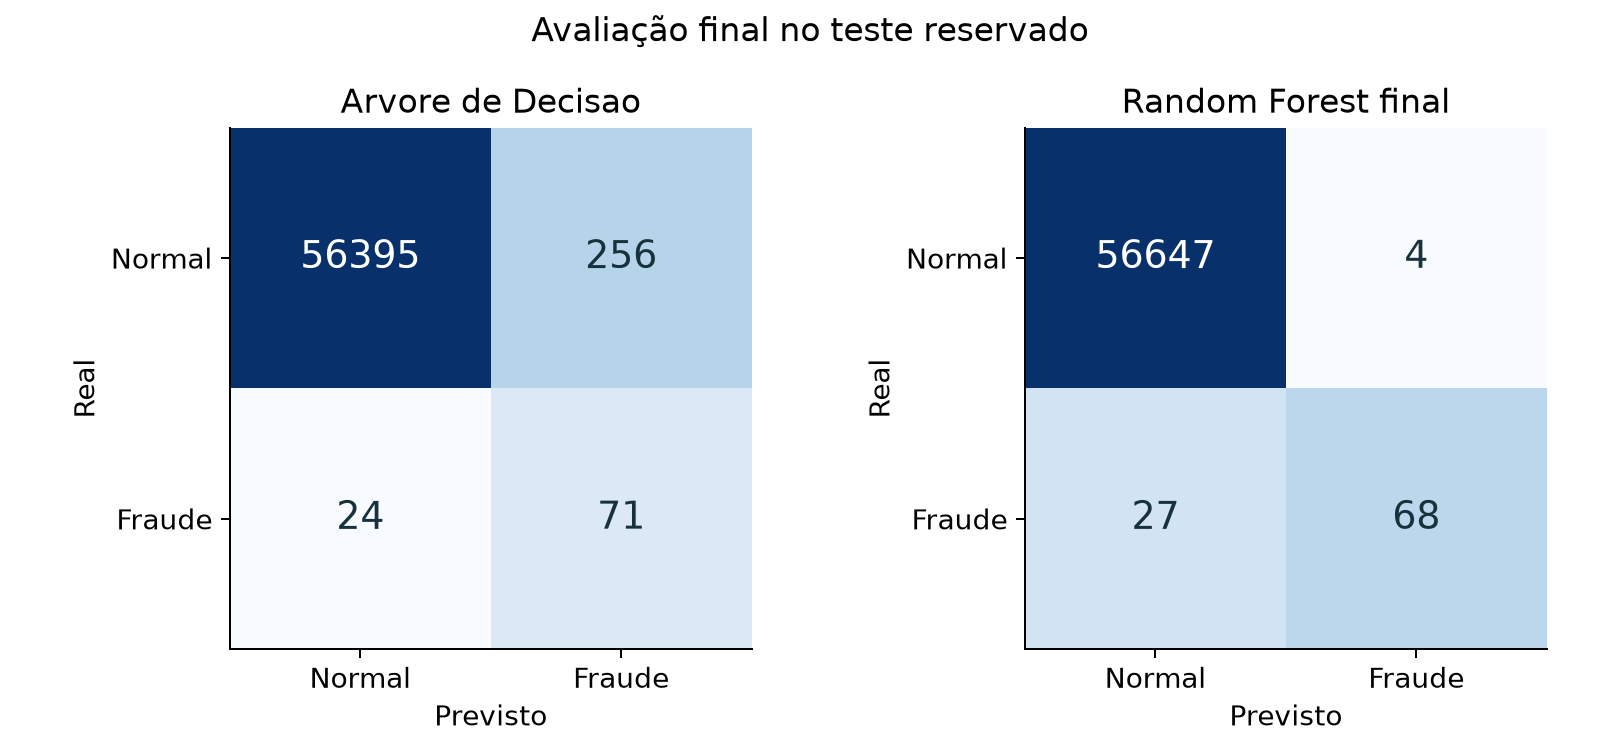 Avaliação final no teste reservado
Arvore de Decisao
Normal
56395
256
Real
Fraude
24
71
Normal
Fraude
Previsto
Random Forest final
Normal
56647
4
Real
Fraude
27
68
Normal
Fraude
Previsto